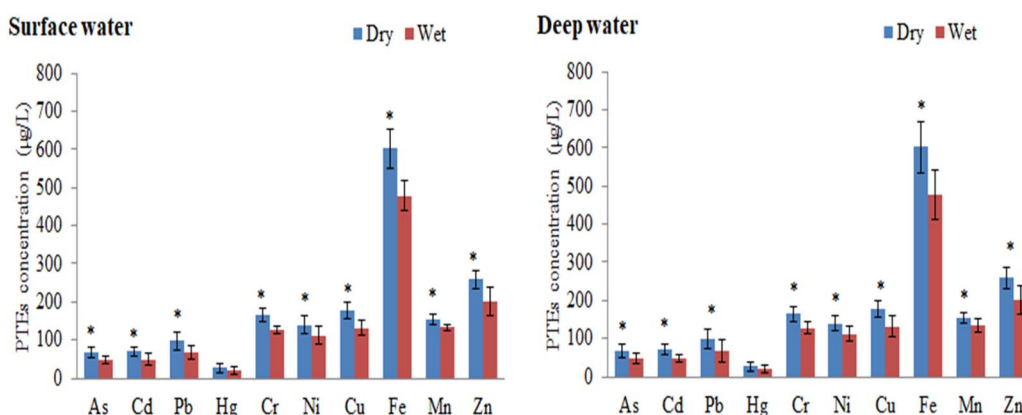 Surface water
Dry Wet
PTEs concentration (µg/L)
800
700
600
500
400
300
200
100
0
* * * * * * * * *
As Cd Pb Hg Cr Ni Cu Fe Mn Zn
Deep water
Dry Wet
PTEs concentration (µg/L)
800
700
600
500
400
300
200
100
0
* * * * * * * * *
As Cd Pb Hg Cr Ni Cu Fe Mn Zn